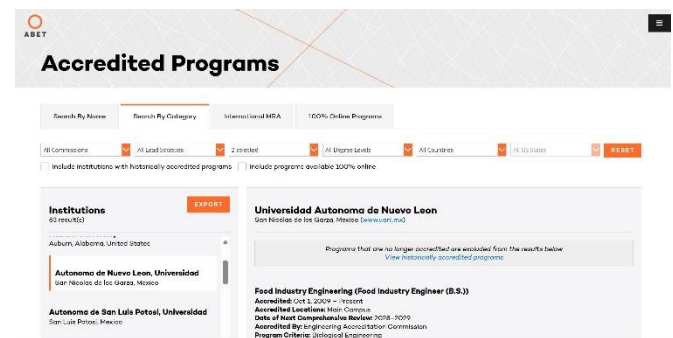 ABET
Accredited Programs
Search By Name
Search By Category
International MRA
100% Online Programs
All Commissions
All Lead Societies
2 selected
All Degree Levels
All Countries
All US States
RESET
Include institutions with historically accredited programs
Include programs available 100% online
Institutions
EXPORT
result(s)
Auburn, Alabama, United States
Autonoma de Nuevo Leon, Universidad
San Nicolas de los Garza, Mexico
Autonoma de San Luis Potosi, Universidad
San Luis Potosi, Mexico
Universidad Autonoma de Nuevo Leon
San Nicolas de los Garza, Mexico (www.uanl.mx)
Programs that are no longer accredited are excluded from the results below
View historically accredited programs
Food Industry Engineering (Food Industry Engineer (B.S.))
Accredited: Oct 1, 2009 – Present
Accredited Locations: Main Campus
Date of Next Comprehensive Review: 2028-2029
Accredited By: Engineering Accreditation Commission
Program Criteria: Biological Engineering